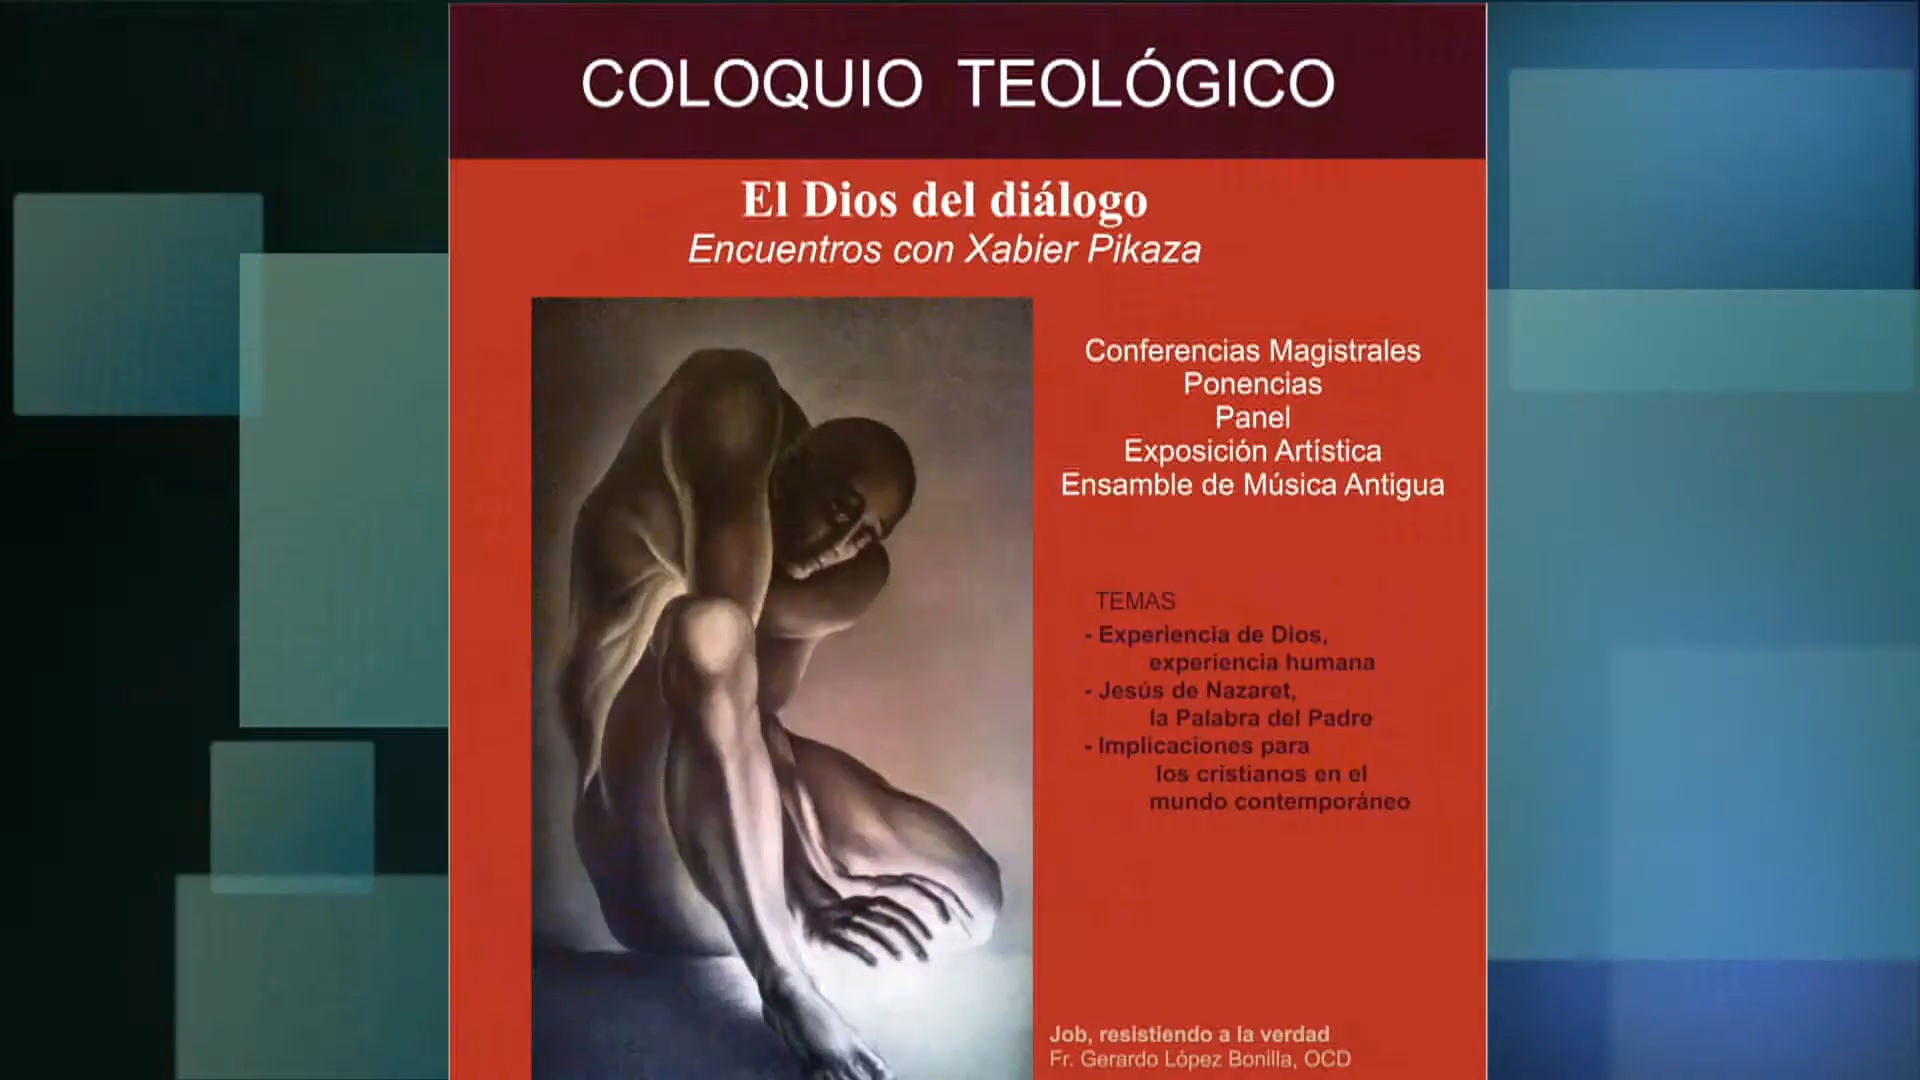 COLOQUIO TEOLÓGICO
El Dios del diálogo
Encuentros con Xabier Pikaza
Conferencias Magistrales
Ponencias
Panel
Exposición Artística
Ensamble de Música Antigua
TEMAS
- Experiencia de Dios,
experiencia humana
- Jesús de Nazaret,
la Palabra del Padre
- Implicaciones para
los cristianos en el
mundo contemporáneo
Job, resistiendo a la verdad
Fr. Gerardo López Bonilla, OCD